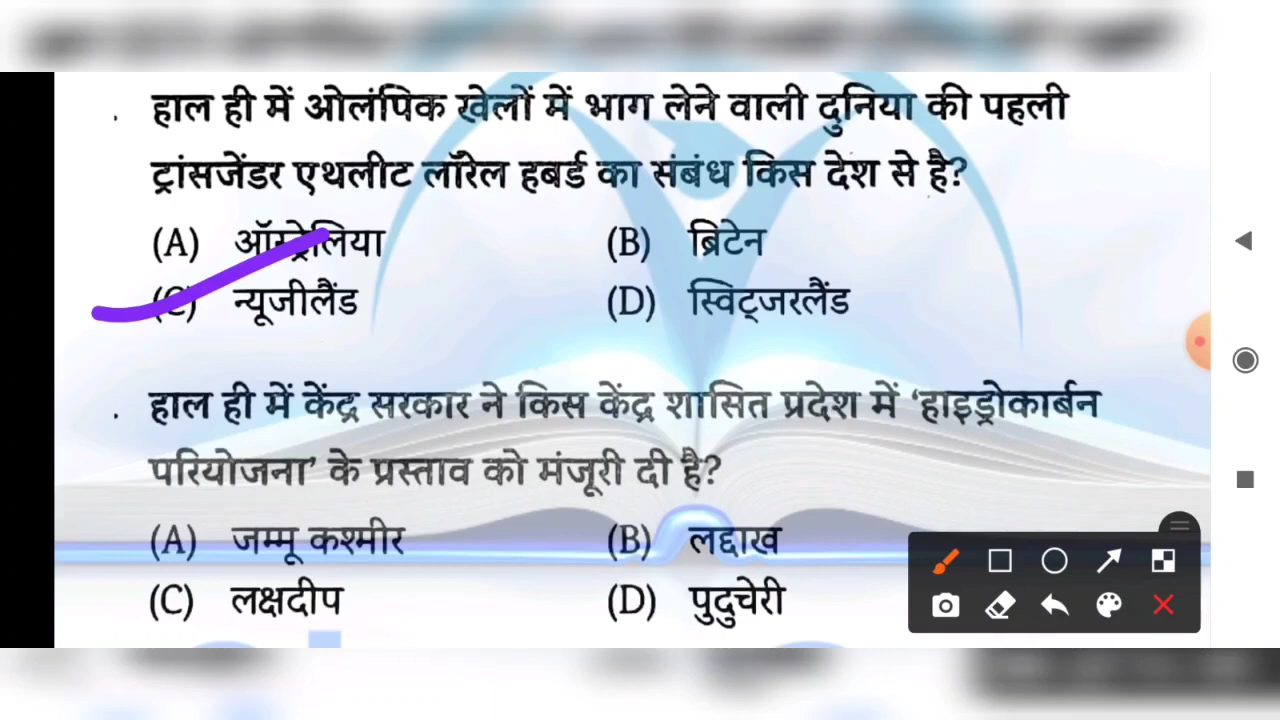 . हाल ही में ओलंपिक खेलों में भाग लेने वाली दुनिया की पहली
ट्रांसजेंडर एथलीट लॉरेल हबर्ड का संबंध किस देश से है?
(A) ऑस्ट्रेलिया (B) ब्रिटेन
(C) न्यूजीलैंड (D) स्विट्जरलैंड
. हाल ही में केंद्र सरकार ने किस केंद्र शासित प्रदेश में ‘हाइड्रोकार्बन
परियोजना’ के प्रस्ताव को मंजूरी दी है?
(A) जम्मू कश्मीर (B) लद्दाख
(C) लक्षदीप (D) पुदुचेरी